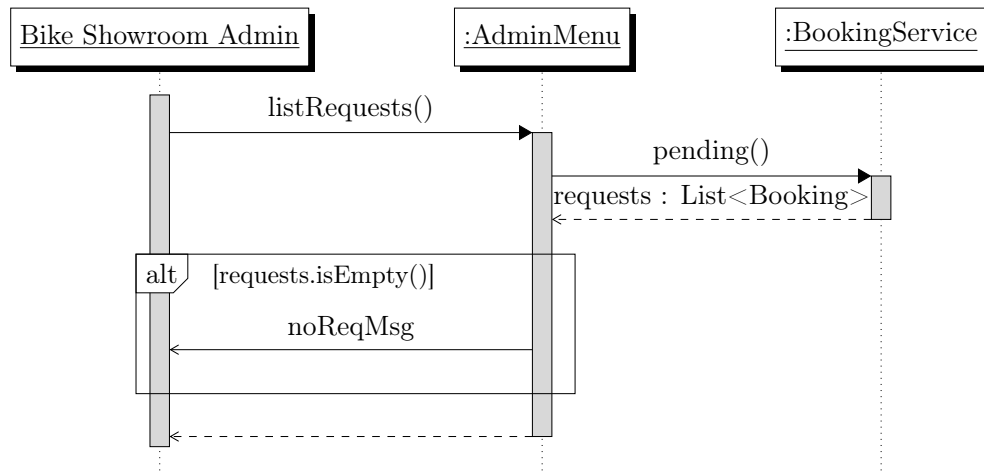 Bike Showroom Admin
:AdminMenu
:BookingService
listRequests()
pending()
requests : List<Booking>
alt
[requests.isEmpty()]
noReqMsg